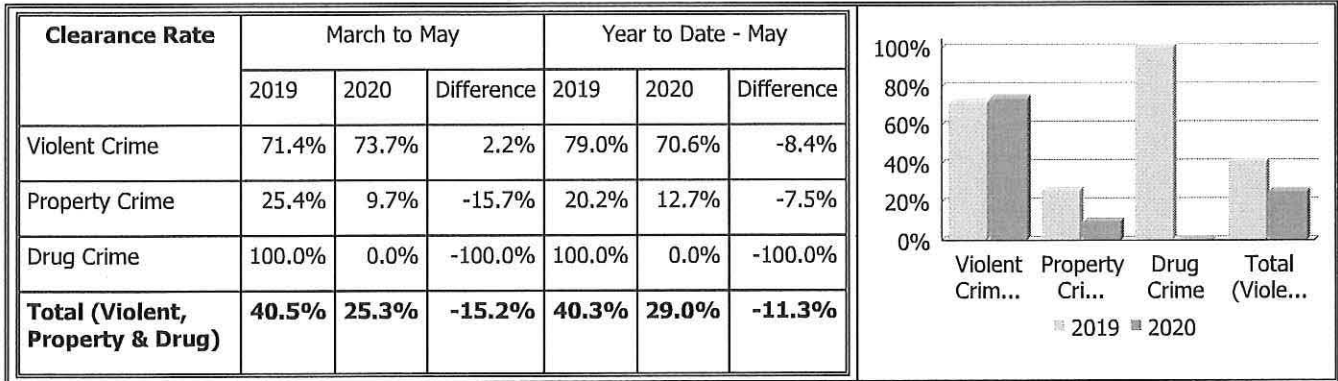 Clearance Rate March to May Year to Date - May
2019 2020 Difference 2019 2020 Difference
Violent Crime 71.4% 73.7% 2.2% 79.0% 70.6% -8.4%
Property Crime 25.4% 9.7% -15.7% 20.2% 12.7% -7.5%
Drug Crime 100.0% 0.0% -100.0% 100.0% 0.0% -100.0%
Total (Violent, 40.5% 25.3% -15.2% 40.3% 29.0% -11.3%
Property & Drug)
100%
80%
60%
40%
20%
0%
Violent Property Drug Total
Crim... Cri... Crime (Viole...
2019 2020